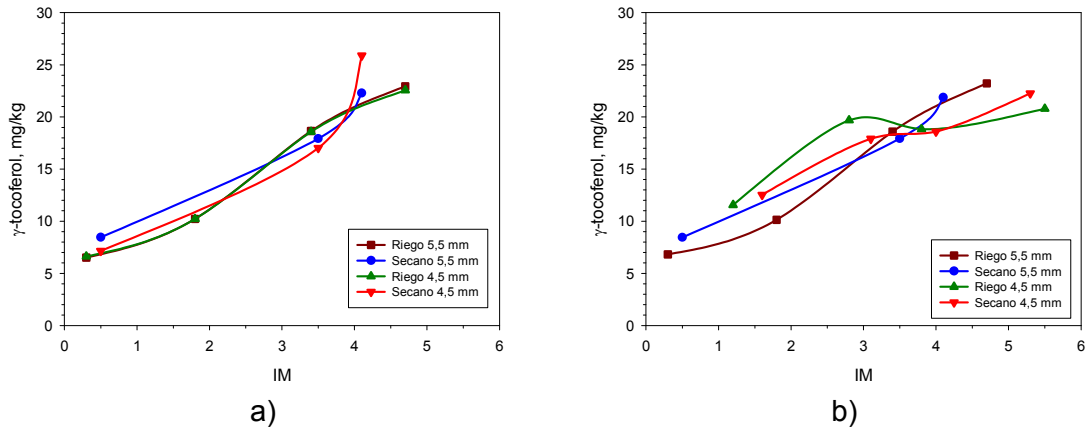 30
25
20
15
10
5
0
γ-tocoferol, mg/kg
0 1 2 3 4 5 6
IM
Riego 5,5 mm
Secano 5,5 mm
Riego 4,5 mm
Secano 4,5 mm
a)
30
25
20
15
10
5
0
γ-tocoferol, mg/kg
0 1 2 3 4 5 6
IM
Riego 5,5 mm
Secano 5,5 mm
Riego 4,5 mm
Secano 4,5 mm
b)